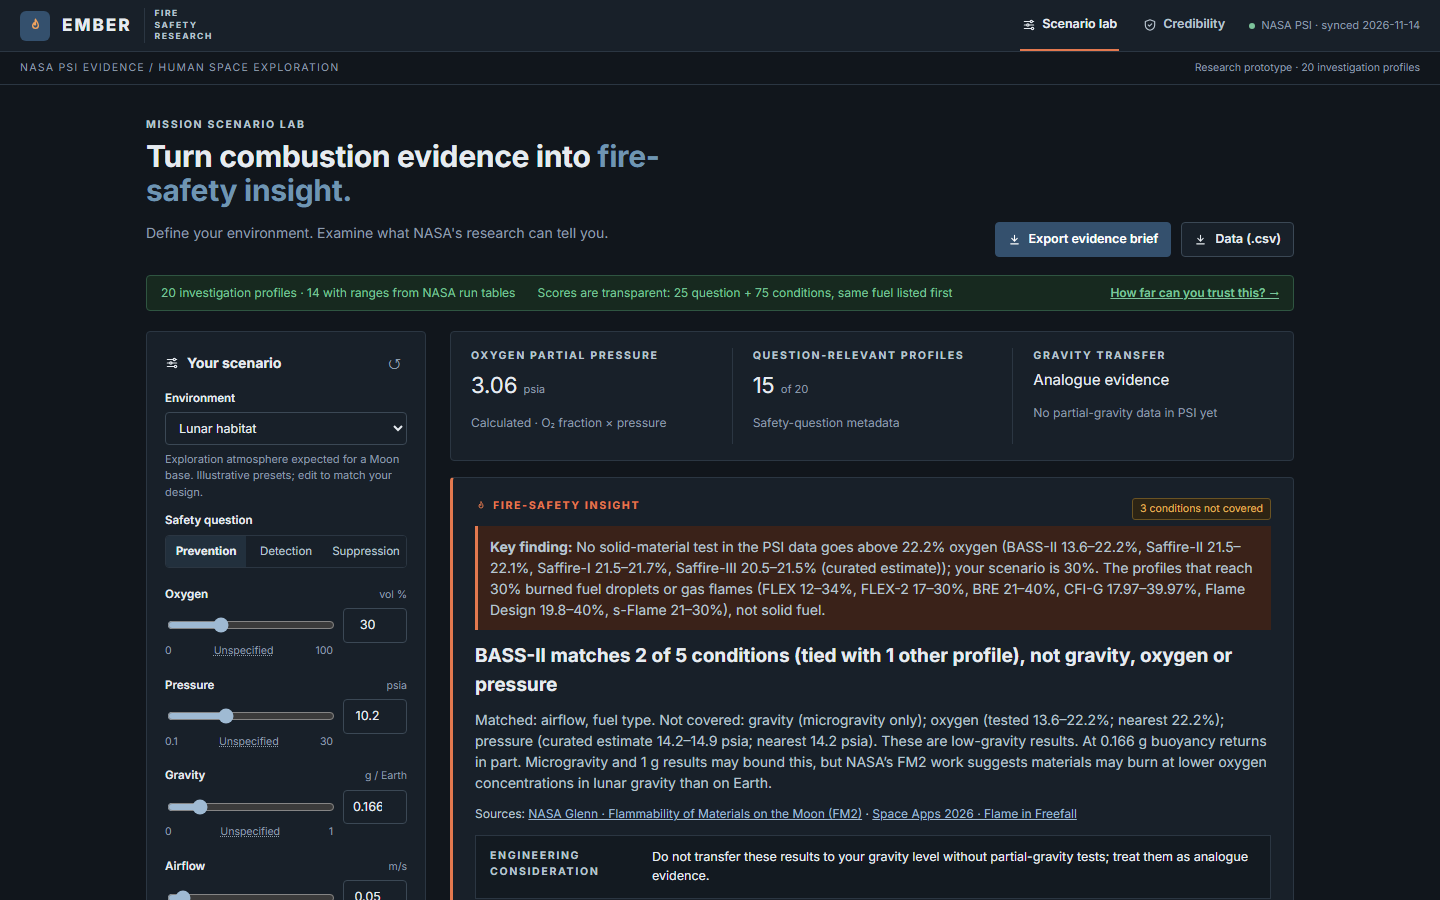 EMBER
FIRE
SAFETY
RESEARCH
Scenario lab
Credibility
NASA PSI · synced 2026-11-14
NASA PSI EVIDENCE / HUMAN SPACE EXPLORATION
Research prototype · 20 investigation profiles
MISSION SCENARIO LAB
Turn combustion evidence into fire-
safety insight.
Define your environment. Examine what NASA's research can tell you.
Export evidence brief
Data (.csv)
20 investigation profiles · 14 with ranges from NASA run tables
Scores are transparent: 25 question + 75 conditions, same fuel listed first
How far can you trust this? →
Your scenario
Environment
Lunar habitat
Exploration atmosphere expected for a Moon
base. Illustrative presets; edit to match your
design.
Safety question
Prevention
Detection
Suppression
Oxygen
vol %
30
0
Unspecified
100
Pressure
psia
10.2
0.1
Unspecified
30
Gravity
g / Earth
0.166
0
Unspecified
1
Airflow
m/s
0.05
OXYGEN PARTIAL PRESSURE
3.06 psia
Calculated · O₂ fraction × pressure
QUESTION-RELEVANT PROFILES
15 of 20
Safety-question metadata
GRAVITY TRANSFER
Analogue evidence
No partial-gravity data in PSI yet
FIRE-SAFETY INSIGHT
3 conditions not covered
Key finding: No solid-material test in the PSI data goes above 22.2% oxygen (BASS-II 13.6–22.2%, Saffire-II 21.5–
22.1%, Saffire-I 21.5–21.7%, Saffire-III 20.5–21.5% (curated estimate)); your scenario is 30%. The profiles that reach
30% burned fuel droplets or gas flames (FLEX 12–34%, FLEX-2 17–30%, BRE 21–40%, CFI-G 17.97–39.97%, Flame
Design 19.8–40%, s-Flame 21–30%), not solid fuel.
BASS-II matches 2 of 5 conditions (tied with 1 other profile), not gravity, oxygen or
pressure
Matched: airflow, fuel type. Not covered: gravity (microgravity only); oxygen (tested 13.6–22.2%; nearest 22.2%);
pressure (curated estimate 14.2–14.9 psia; nearest 14.2 psia). These are low-gravity results. At 0.166 g buoyancy returns
in part. Microgravity and 1 g results may bound this, but NASA's FM2 work suggests materials may burn at lower oxygen
concentrations in lunar gravity than on Earth.
Sources: NASA Glenn · Flammability of Materials on the Moon (FM2) · Space Apps 2026 · Flame in Freefall
ENGINEERING
CONSIDERATION
Do not transfer these results to your gravity level without partial-gravity tests; treat them as analogue
evidence.